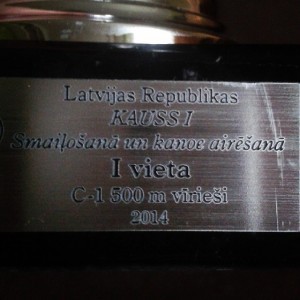 Latvijas Republikas
KAUSS I
Smaiļošanā un kanoe airēšanā
I vieta
C-1 500 m vīrieši
2014